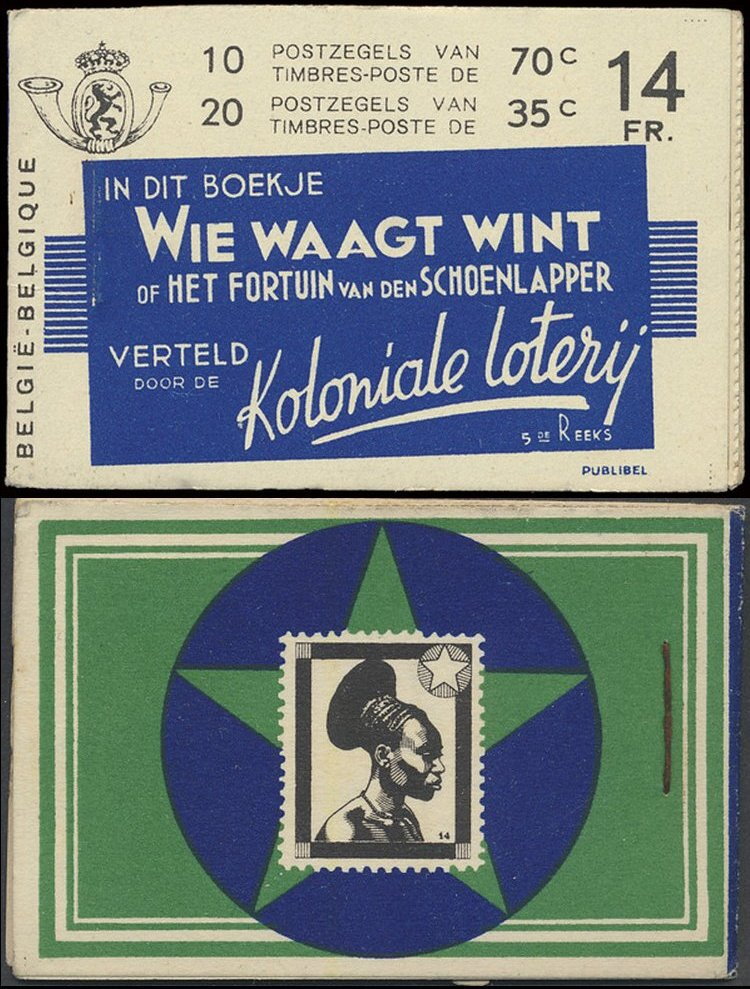 10 POSTZEGELS VAN 70 C 14
TIMBRES-POSTE DE
20 POSTZEGELS VAN 35 C FR.
TIMBRES-POSTE DE
BELGIË-BELGIQUE
IN DIT BOEKJE
WIE WAAGT WINT
OF HET FORTUIN VAN DEN SCHOENLAPPER
VERTELD
DOOR DE
Koloniale loterij
5 DE REEKS
PUBLIBEL
14